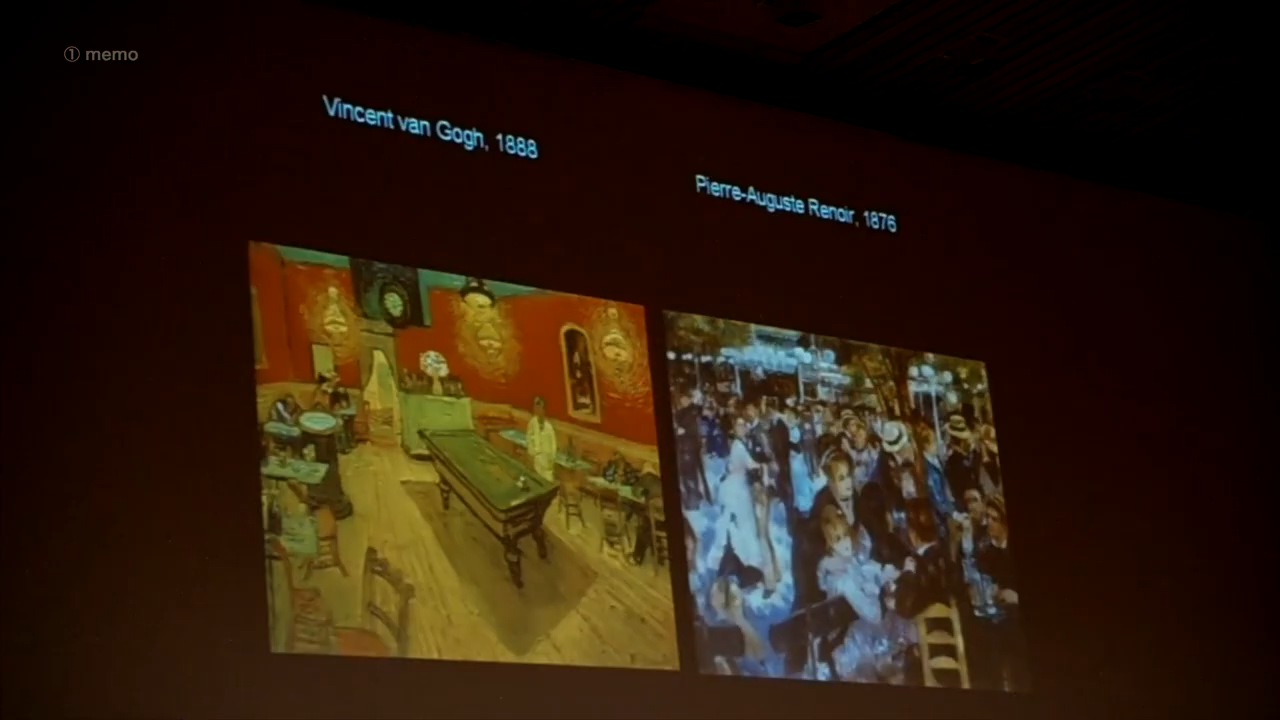 ① memo
Vincent van Gogh, 1888
Pierre-Auguste Renoir, 1876